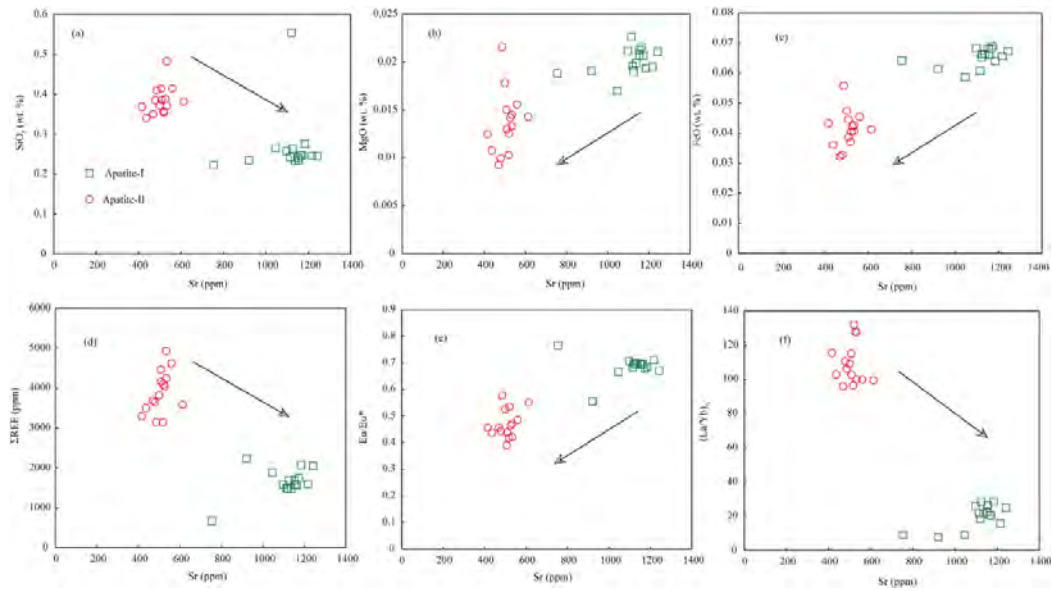 (a)
SiO₂ (wt. %)
0.6
0.5
0.4
0.3
0.2
0.1
0
Apatite-I
Apatite-II
0 200 400 600 800 1000 1200 1400
Sr (ppm)
(b)
MgO (wt. %)
0.025
0.02
0.015
0.01
0.005
0
0 200 400 600 800 1000 1200 1400
Sr (ppm)
(c)
FeO (wt. %)
0.08
0.07
0.06
0.05
0.04
0.03
0.02
0.01
0
0 200 400 600 800 1000 1200 1400
Sr (ppm)
(d)
ΣREE (ppm)
6000
5000
4000
3000
2000
1000
0
0 200 400 600 800 1000 1200 1400
Sr (ppm)
(e)
Eu/Eu*
0.9
0.8
0.7
0.6
0.5
0.4
0.3
0.2
0.1
0
0 200 400 600 800 1000 1200 1400
Sr (ppm)
(f)
(La/Yb)
140
120
100
80
60
40
20
0
0 200 400 600 800 1000 1200 1400
Sr (ppm)